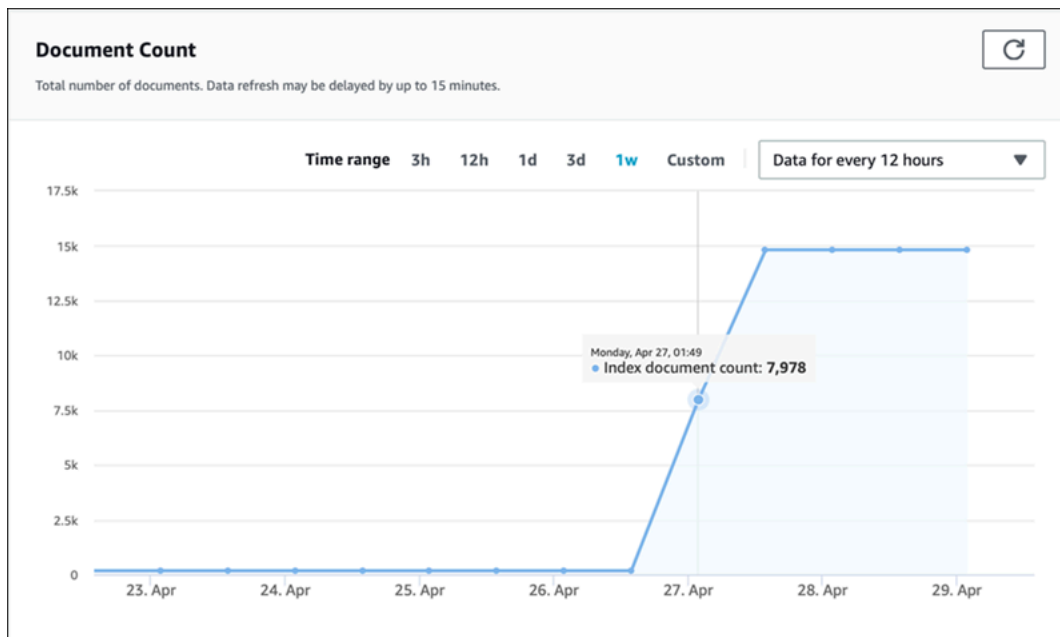 Document Count
Total number of documents. Data refresh may be delayed by up to 15 minutes.
Time range 3h 12h 1d 3d 1w Custom Data for every 12 hours
17.5k
15k
12.5k
10k
Monday, Apr 27, 01:49
Index document count: 7,978
7.5k
5k
2.5k
0
23. Apr 24. Apr 25. Apr 26. Apr 27. Apr 28. Apr 29. Apr